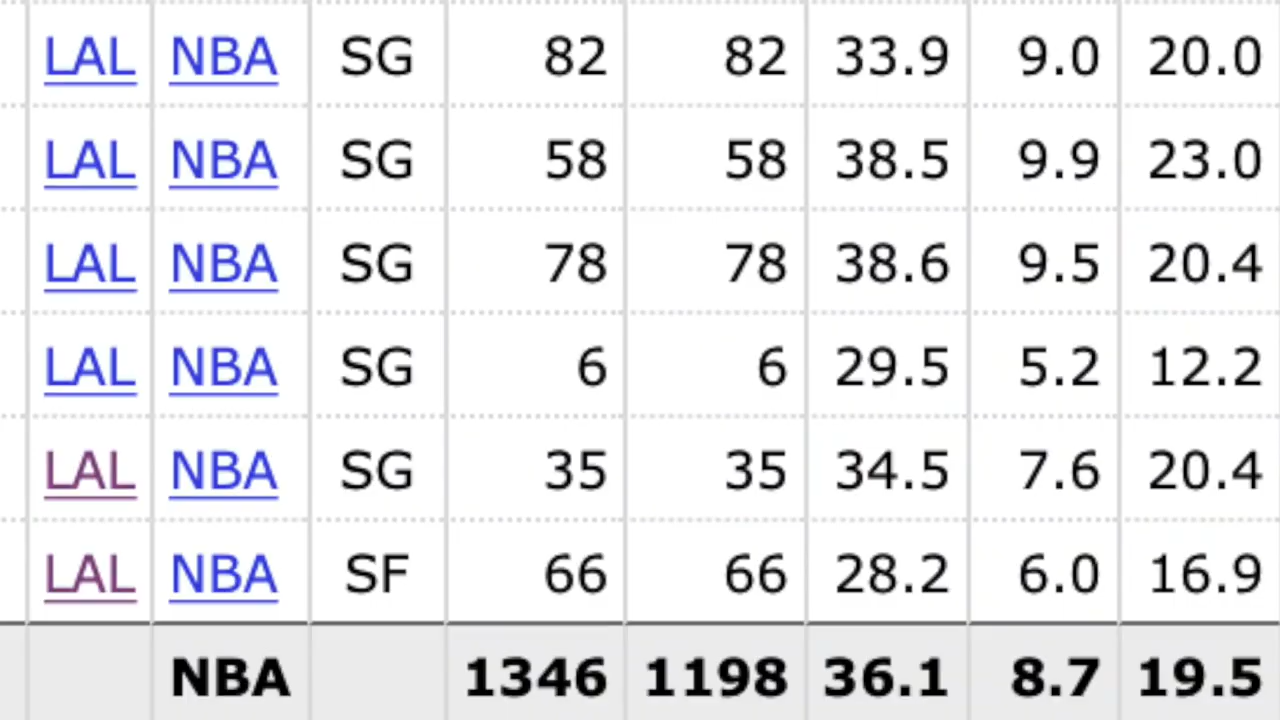 LAL NBA SG 82 82 33.9 9.0 20.0
LAL NBA SG 58 58 38.5 9.9 23.0
LAL NBA SG 78 78 38.6 9.5 20.4
LAL NBA SG 6 6 29.5 5.2 12.2
LAL NBA SG 35 35 34.5 7.6 20.4
LAL NBA SF 66 66 28.2 6.0 16.9
NBA 1346 1198 36.1 8.7 19.5